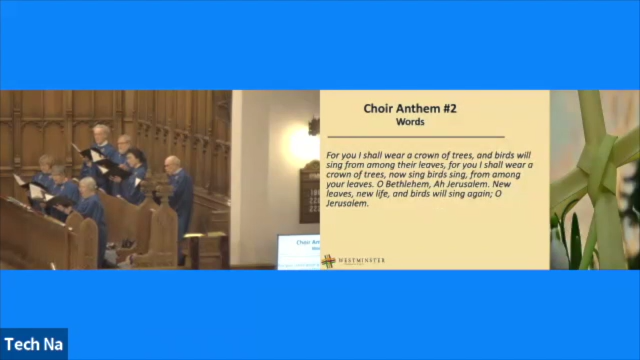 Choir Anthem #2
Words
For you I shall wear a crown of trees, and birds will
sing from among their leaves, for you I shall wear a
crown of trees, now sing birds sing, from among
your leaves. O Bethlehem, Ah Jerusalem. New
leaves, new life, and birds will sing again; O
Jerusalem.
WESTMINSTER
Choir An
Tech Na